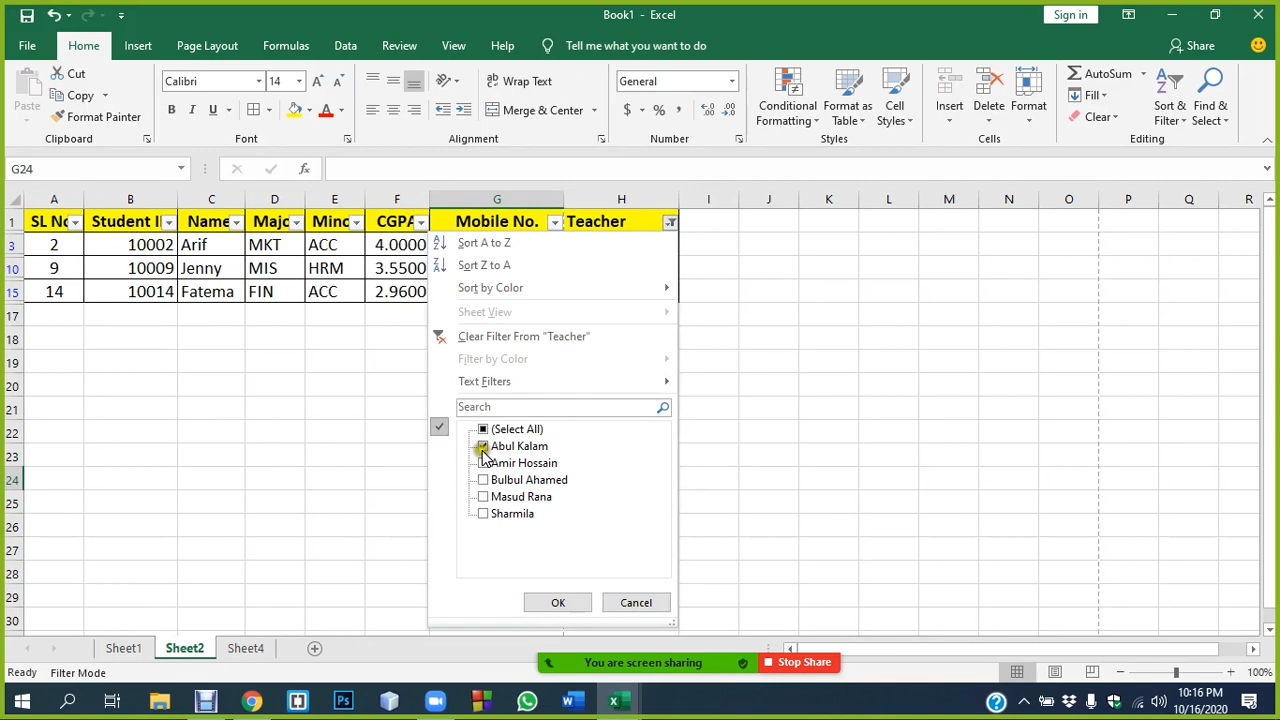 Book1 - Excel
Sign in
File Home Insert Page Layout Formulas Data Review View Help Tell me what you want to do Share
Paste
Cut
Copy
Format Painter
Clipboard
Calibri 14
B I U
Font
Wrap Text
Merge & Center
Alignment
General
$ % ,
Number
Conditional Formatting
Format as Table
Cell Styles
Styles
Insert Delete Format
Cells
AutoSum
Fill
Clear
Sort & Filter
Find & Select
Editing
G24 fx
A B C D E F G H I J K L M N O P Q R
1 SL No Student I Name Majo Mino CGPA Mobile No. Teacher
3 2 10002 Arif MKT ACC 4.0000
10 9 10009 Jenny MIS HRM 3.5500
15 14 10014 Fatema FIN ACC 2.9600
17
18
19
20
21
22
23
24
25
26
27
28
29
30
Sort A to Z
Sort Z to A
Sort by Color
Sheet View
Clear Filter From "Teacher"
Filter by Color
Text Filters
Search
(Select All)
Abul Kalam
Amir Hossain
Bulbul Ahamed
Masud Rana
Sharmila
OK Cancel
Sheet1 Sheet2 Sheet4
You are screen sharing Stop Share
Ready Filter Mode 100%
10:16 PM
10/16/2020